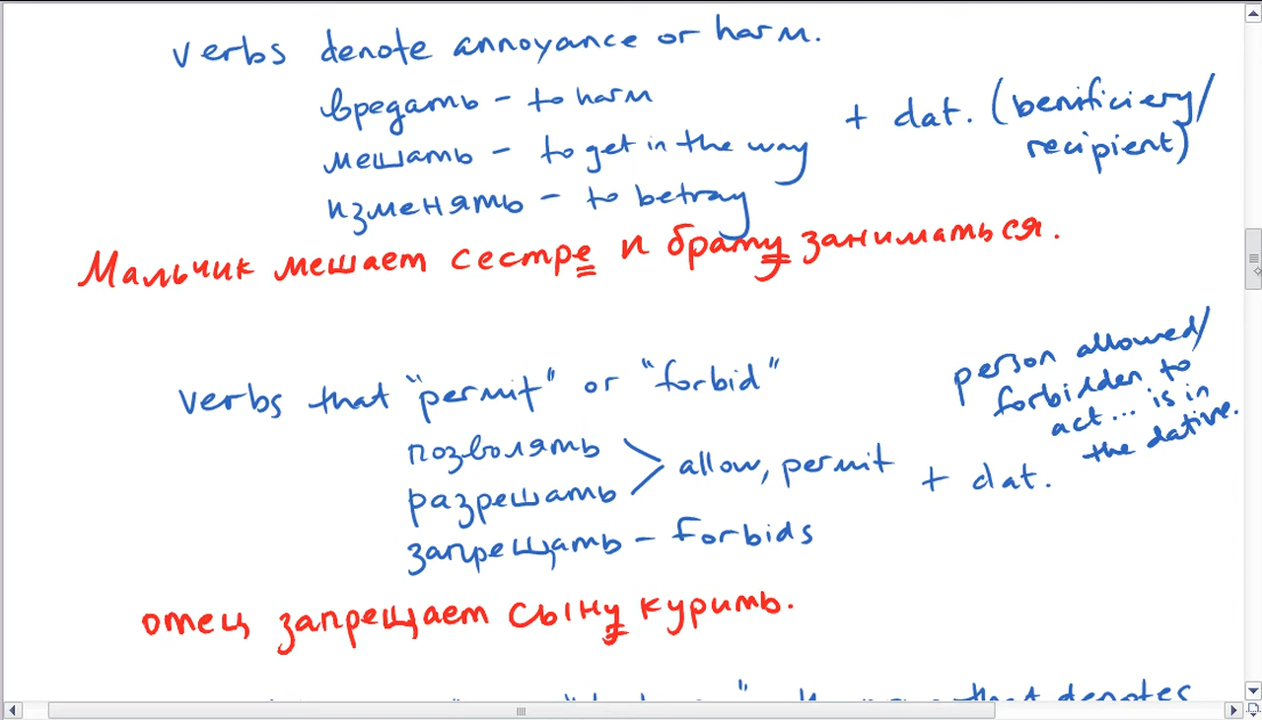 verbs denote annoyance or harm.
вредать - to harm
мешать - to get in the way
изменять - to betray
+ dat. (benificiery/
recipient)
Мальчик мешает сестре и брату заниматься.
verbs that "permit" or "forbid"
позволять
разрешать
allow, permit
запрещать - forbids
+ dat.
person allowed/
forbidden to
act... is in
the dative.
отец запрещает сыну курить.
that denotes